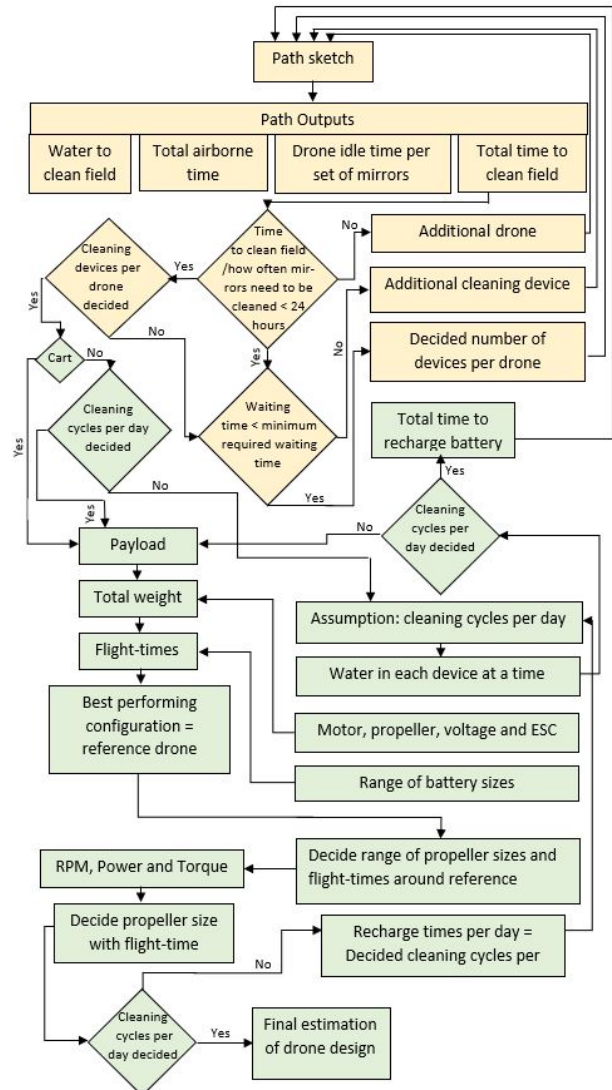 Path sketch
Path Outputs
Water to
clean field
Total airborne
time
Drone idle time per
set of mirrors
Total time to
clean field
Time
to clean field
/how often mir-
rors need to be
cleaned < 24
hours
No
Additional drone
Cleaning
devices per
drone
decided
Yes
Additional cleaning device
Yes
No
Yes
No
Decided number of
devices per drone
Cart
No
Cleaning
cycles per day
decided
Waiting
time < minimum
required waiting
time
Total time to
recharge battery
Yes
Yes
No
Yes
Yes
Cleaning
cycles per
day decided
No
Payload
Total weight
Assumption: cleaning cycles per day
Flight-times
Water in each device at a time
Best performing
configuration =
reference drone
Motor, propeller, voltage and ESC
Range of battery sizes
RPM, Power and Torque
Decide range of propeller sizes and
flight-times around reference
Decide propeller size
with flight-time
No
Recharge times per day =
Decided cleaning cycles per
Cleaning
cycles per
day decided
Yes
Final estimation
of drone design